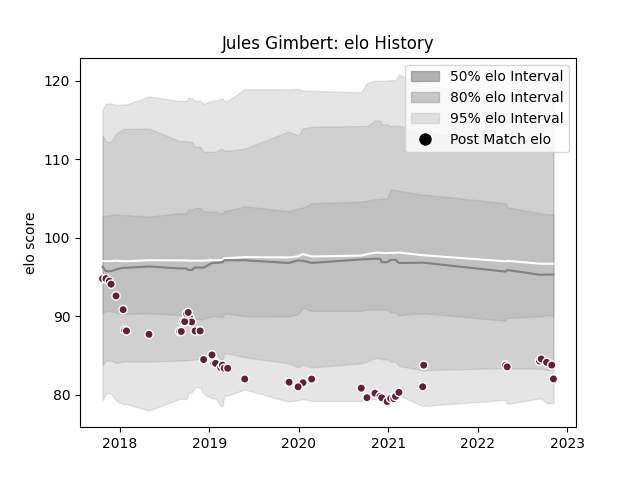 Jules Gimbert: elo History
50% elo Interval
80% elo Interval
95% elo Interval
Post Match elo
elo score
120
110
100
90
80
2018 2019 2020 2021 2022 2023